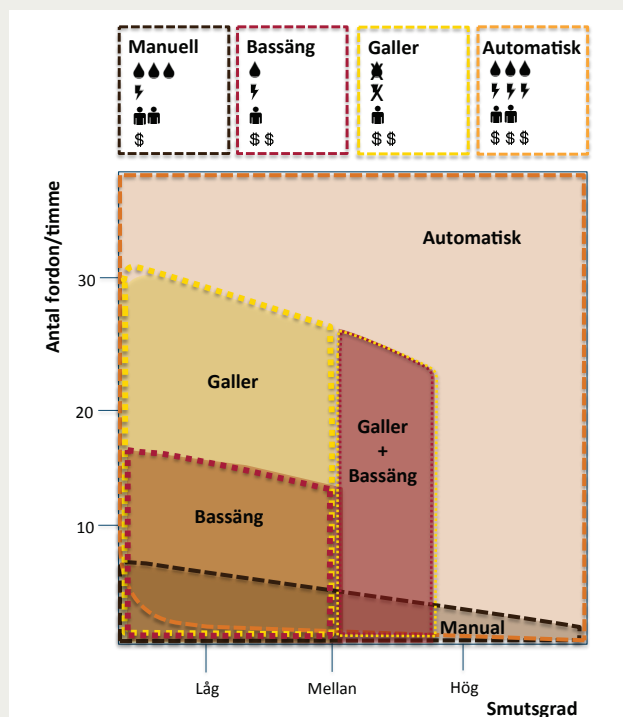 Manuell
$
Bassäng
$ $
Galler
$ $
Automatisk
$ $ $
Antal fordon/timme
30
20
10
Automatisk
Galler
Galler
+
Bassäng
Bassäng
Manual
Låg
Mellan
Hög
Smutsgrad